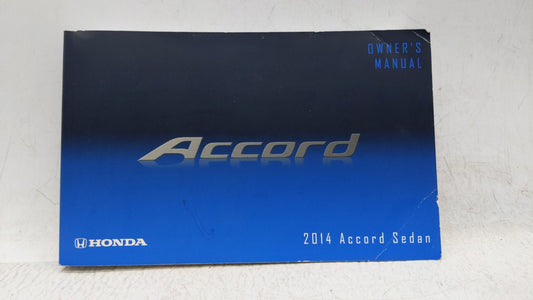 OWNER'S
MANUAL
Accord
HONDA
2014 Accord Sedan